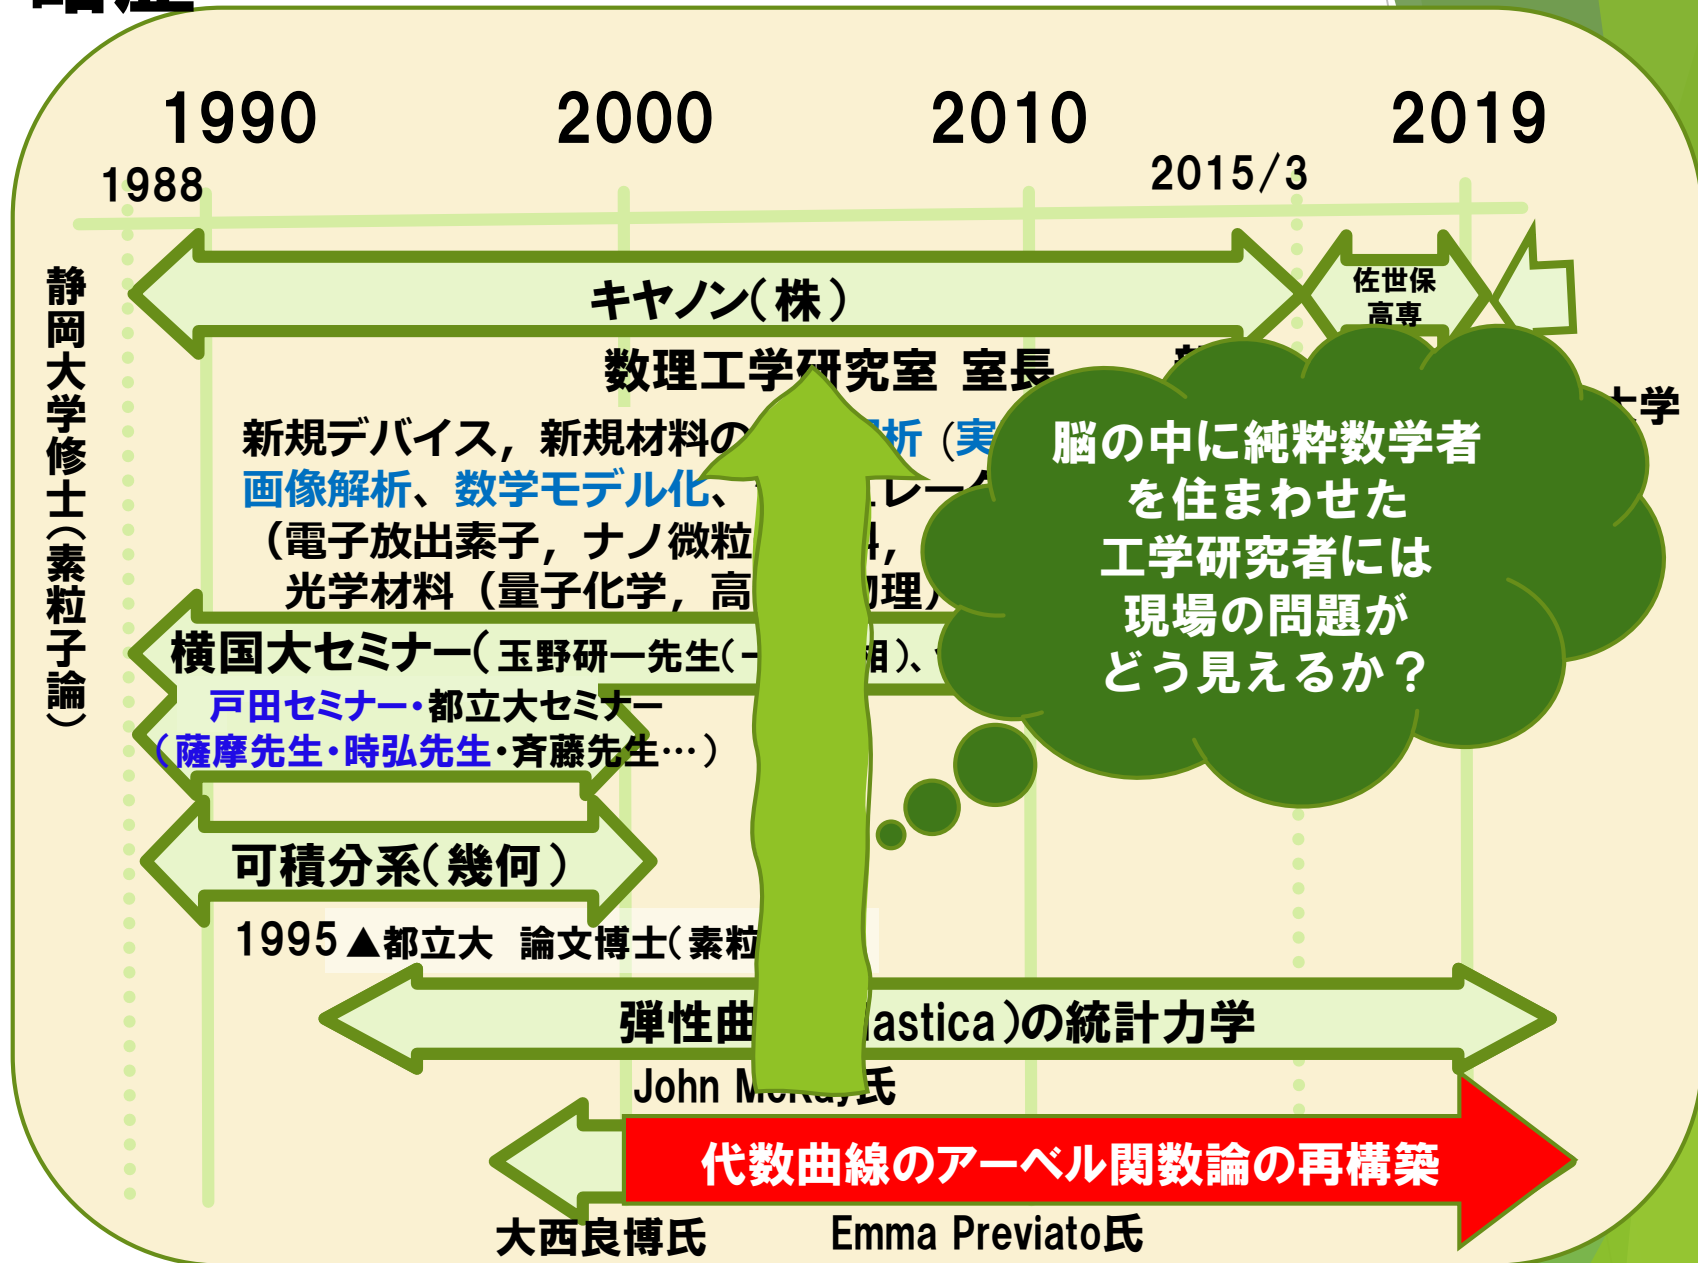 略歴
1990 2000 2010 2019
1988
2015/3
静岡大学修士（素粒子論）
キヤノン（株）
佐世保
高専
数理工学研究室 室長
大学
新規デバイス，新規材料の 析（実
画像解析、数学モデル化、 レータ
（電子放出素子，ナノ微粒
光学材料（量子化学，高 物理）
脳の中に純粋数学者
を住まわせた
工学研究者には
現場の問題が
どう見えるか？
横国大セミナー（玉野研一先生（ 相）、
戸田セミナー・都立大セミナー
（薩摩先生・時弘先生・斉藤先生…）
可積分系（幾何）
1995▲都立大 論文博士（素粒
弾性曲 lastica）の統計力学
John McKay氏
代数曲線のアーベル関数論の再構築
大西良博氏
Emma Previato氏